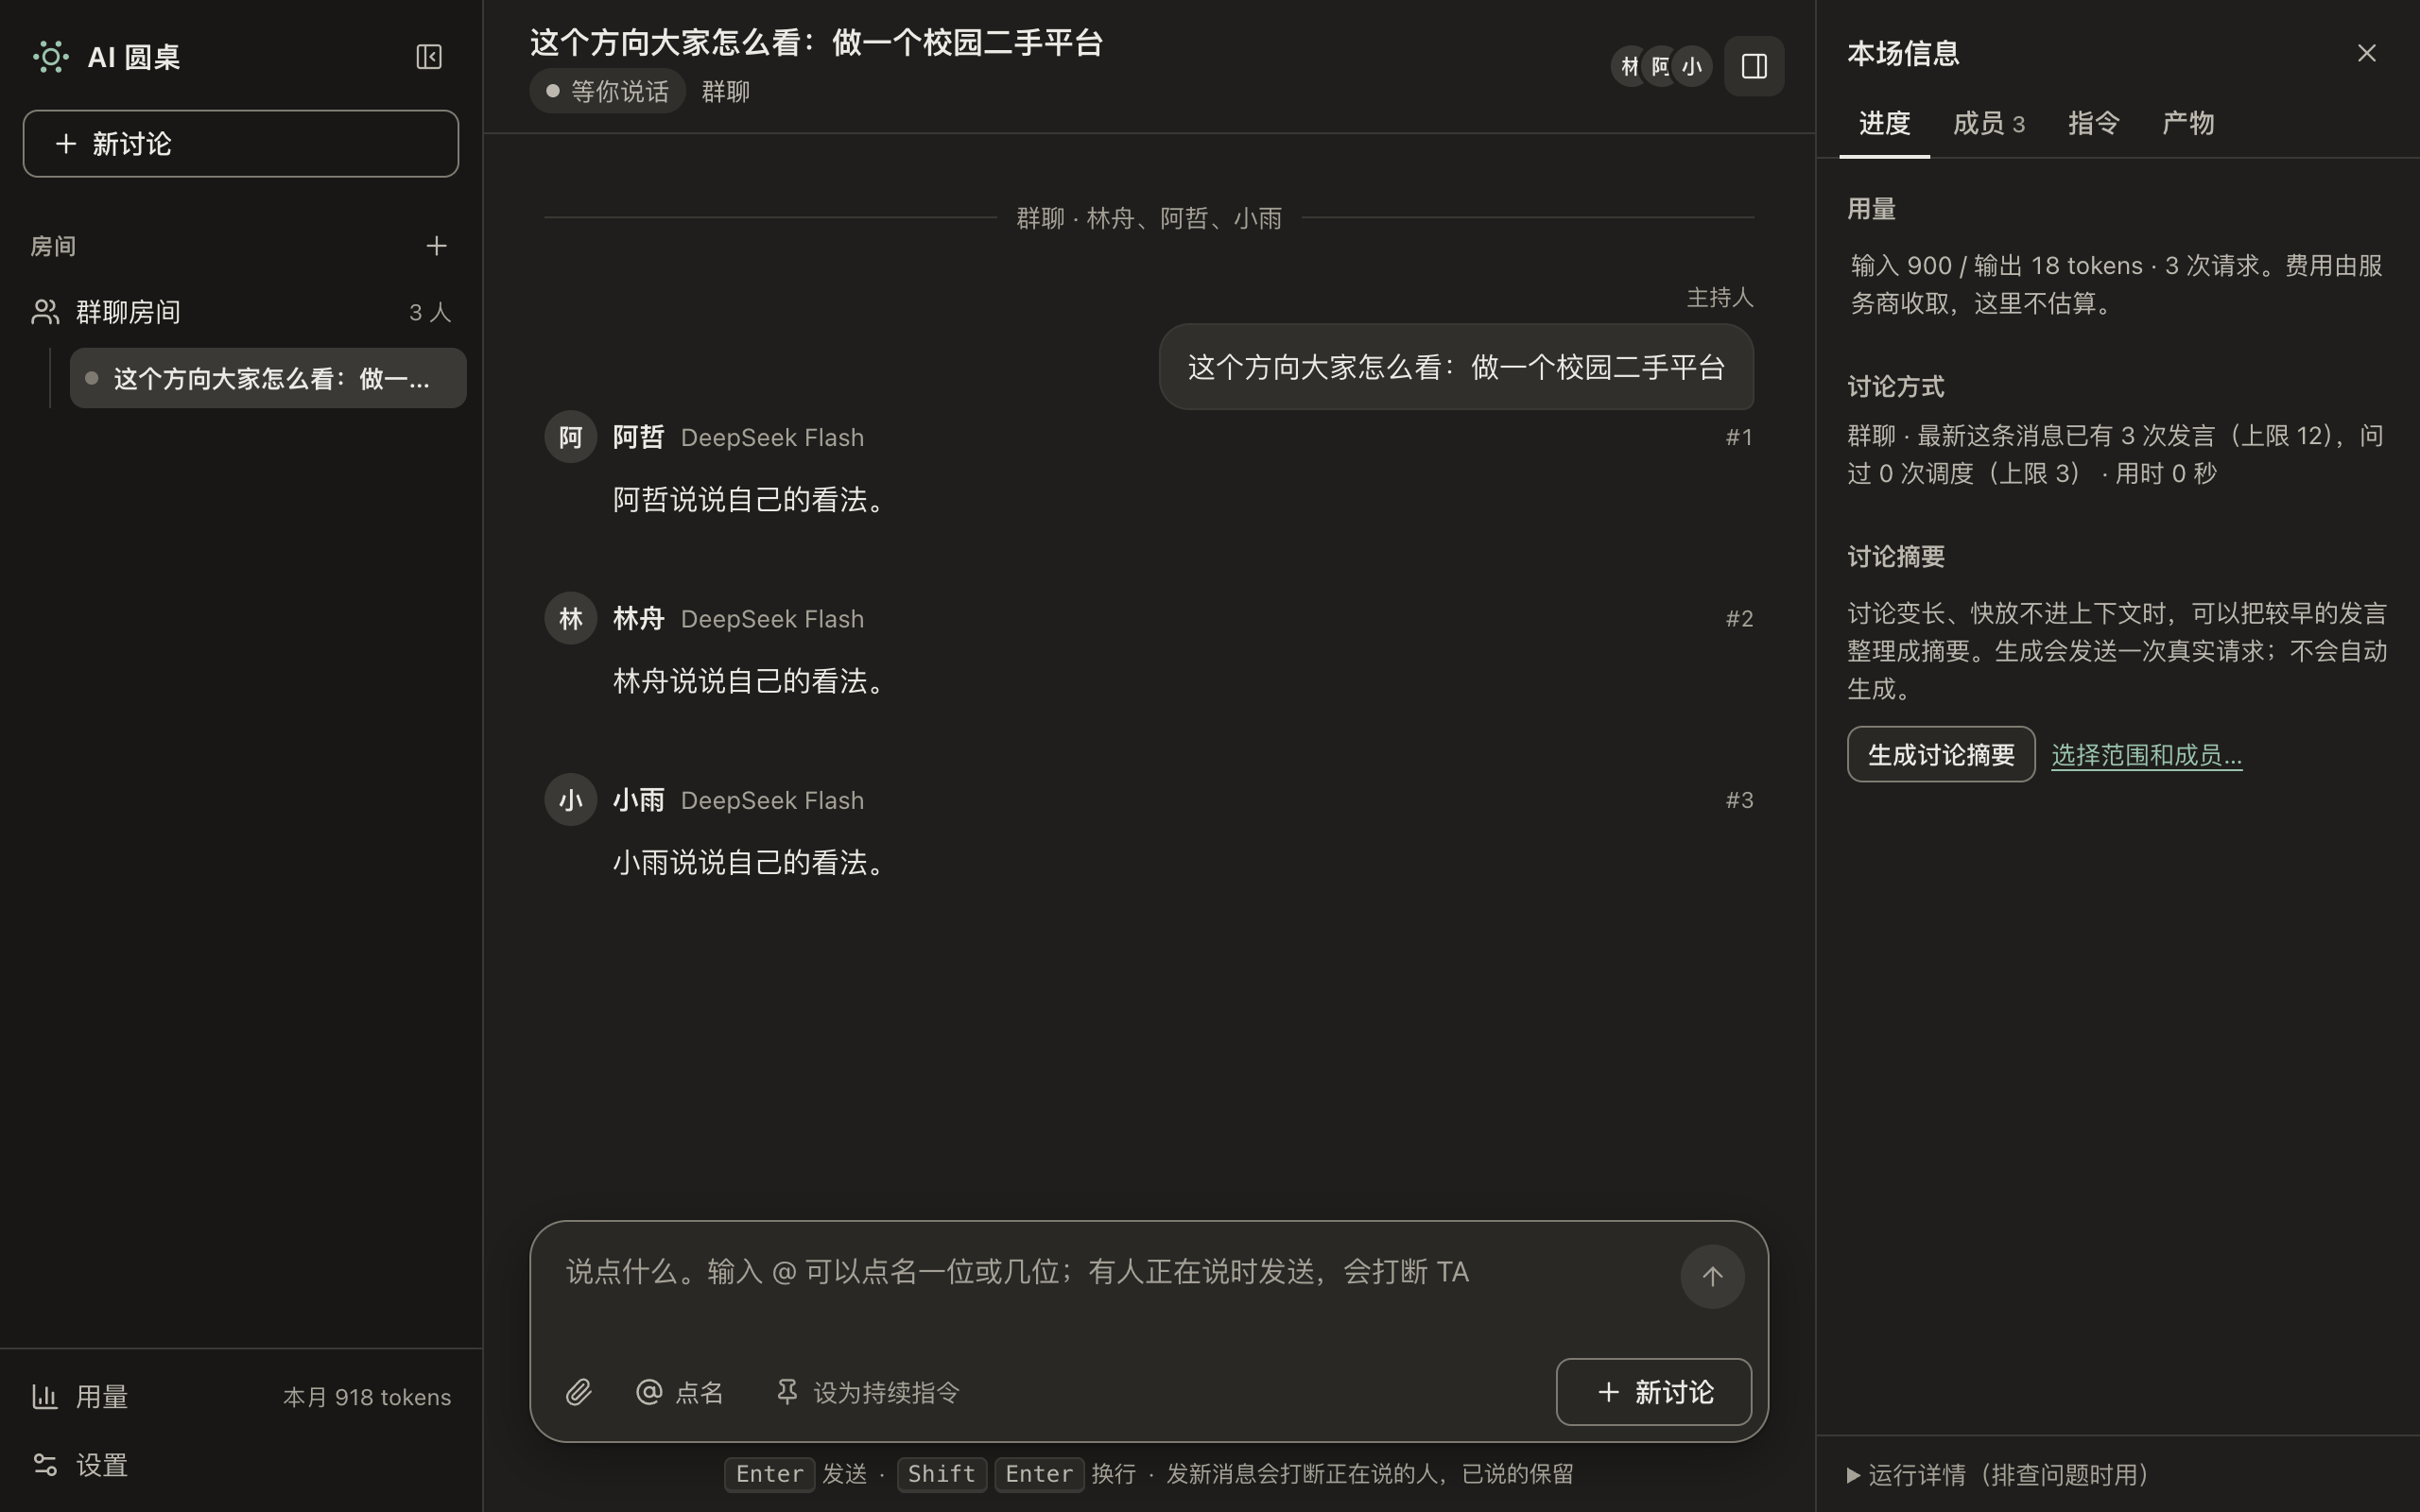 AI 圆桌
新讨论
房间
群聊房间 3 人
这个方向大家怎么看：做一...
用量 本月 918 tokens
设置
这个方向大家怎么看：做一个校园二手平台
等你说话 群聊
林 阿 小
群聊 · 林舟、阿哲、小雨
主持人
这个方向大家怎么看：做一个校园二手平台
阿 阿哲 DeepSeek Flash #1
阿哲说说自己的看法。
林 林舟 DeepSeek Flash #2
林舟说说自己的看法。
小 小雨 DeepSeek Flash #3
小雨说说自己的看法。
说点什么。输入 @ 可以点名一位或几位；有人正在说时发送，会打断 TA
点名 设为持续指令 新讨论
Enter 发送 · Shift Enter 换行 · 发新消息会打断正在说的人，已说的保留
本场信息
进度 成员 3 指令 产物
用量
输入 900 / 输出 18 tokens · 3 次请求。费用由服
务商收取，这里不估算。
讨论方式
群聊 · 最新这条消息已有 3 次发言（上限 12），问
过 0 次调度（上限 3） · 用时 0 秒
讨论摘要
讨论变长、快放不进上下文时，可以把较早的发言
整理成摘要。生成会发送一次真实请求；不会自动
生成。
生成讨论摘要 选择范围和成员...
运行详情（排查问题时用）